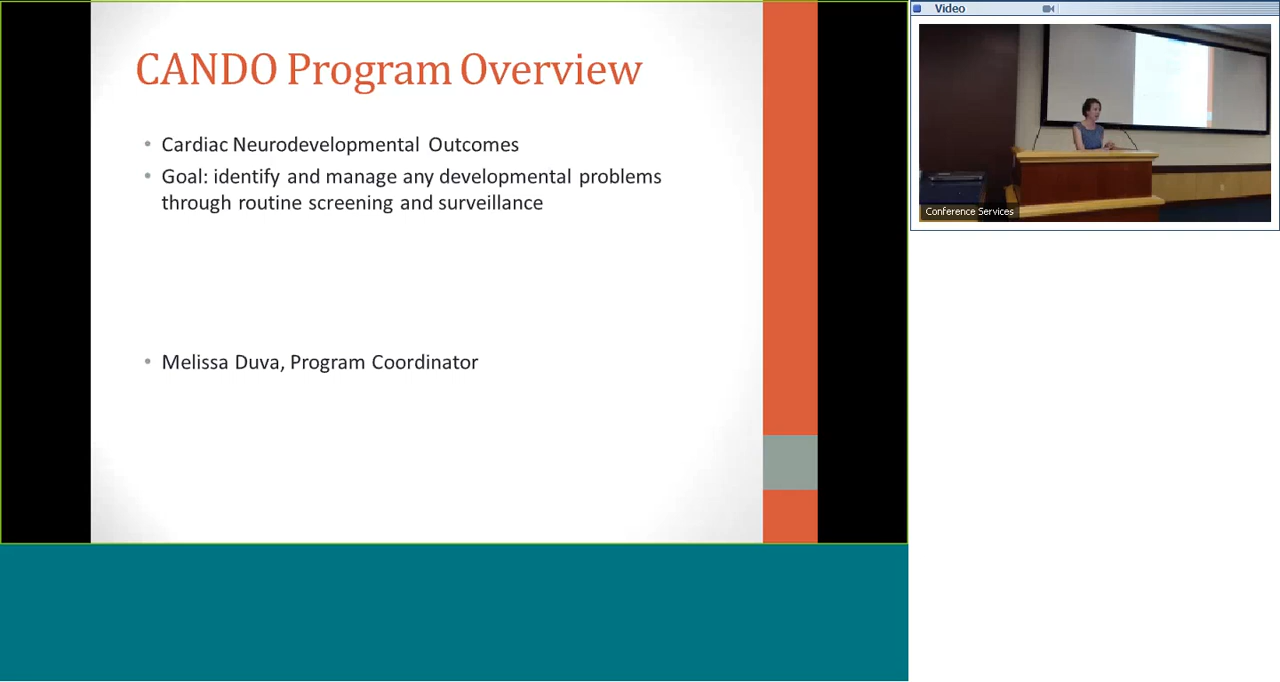 CANDO Program Overview
• Cardiac Neurodevelopmental Outcomes
• Goal: identify and manage any developmental problems
through routine screening and surveillance
• Melissa Duva, Program Coordinator
Video
Conference Services